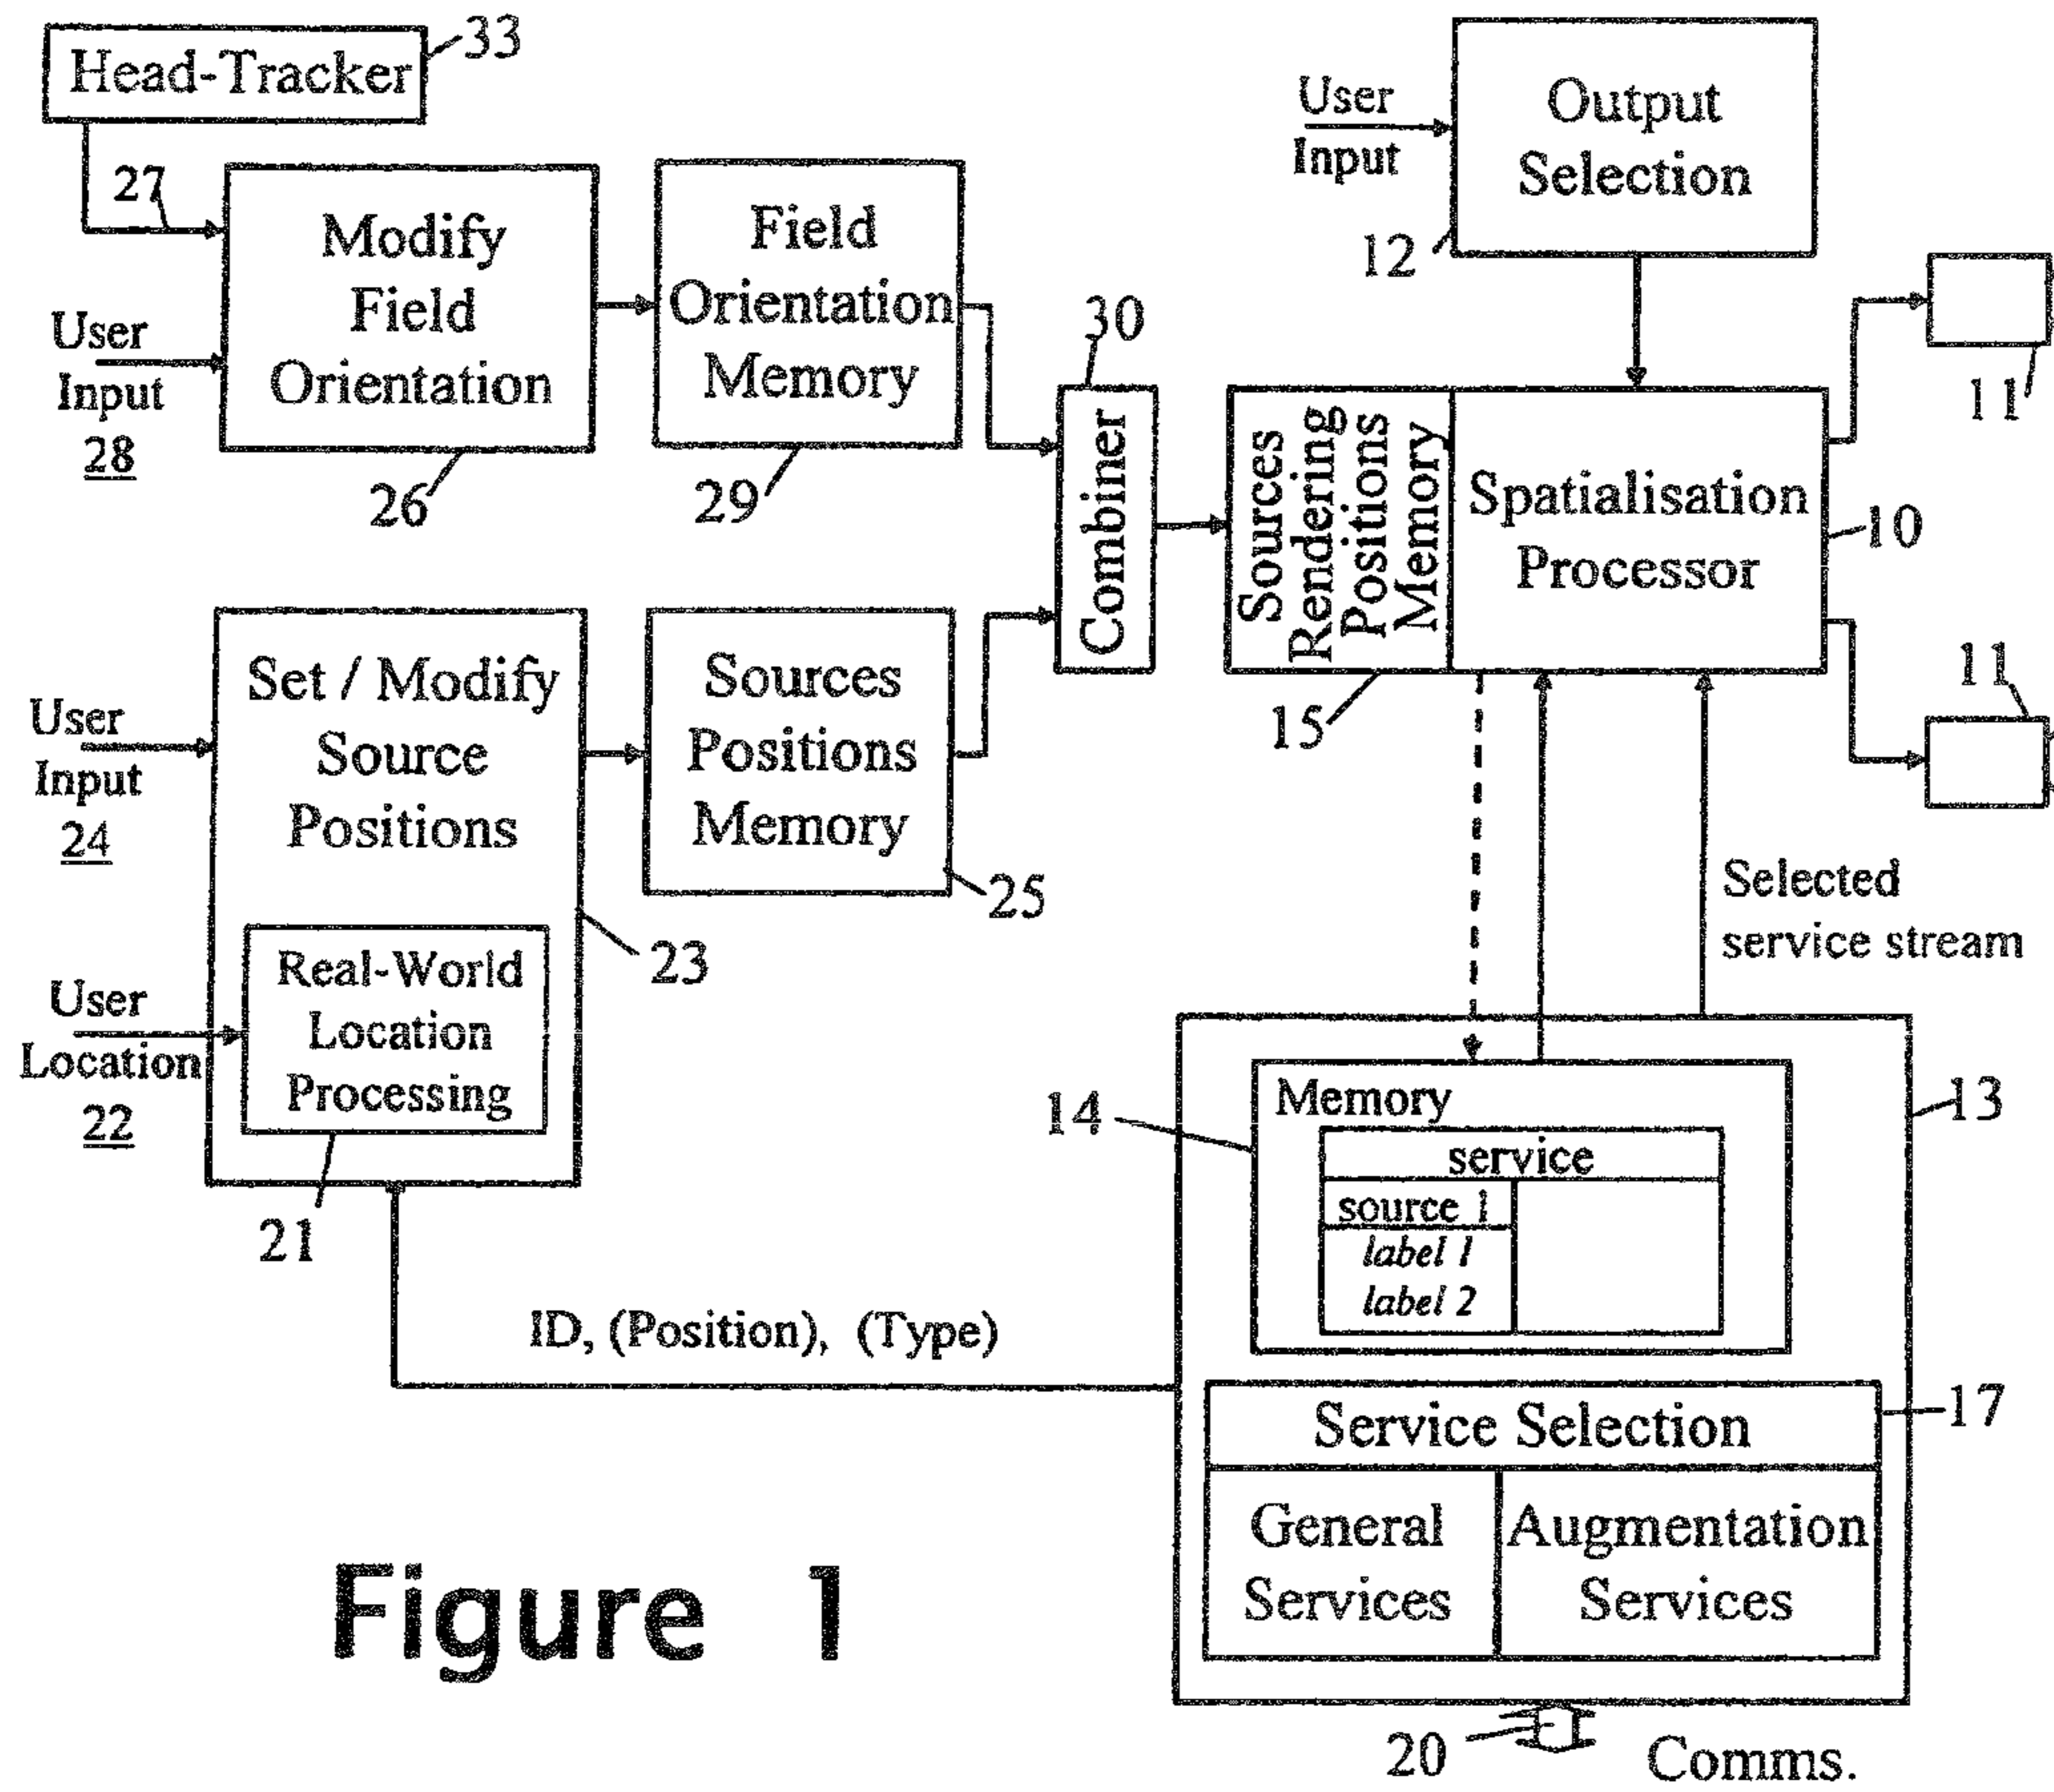 Head-Tracker
33
27
User
Input
28
Modify
Field
Orientation
26
Field
Orientation
Memory
29
User
Input
Output
Selection
12
11
30
Combiner
Sources
Rendering
Positions
Memory
15
Spatialisation
Processor
10
11
User
Input
24
Set / Modify
Source
Positions
23
Sources
Positions
Memory
25
User
Location
22
Real-World
Location
Processing
21
Selected
service stream
13
14
Memory
service
source 1
label 1
label 2
ID, (Position), (Type)
17
Service Selection
General
Services
Augmentation
Services
20
Comms.
Figure 1